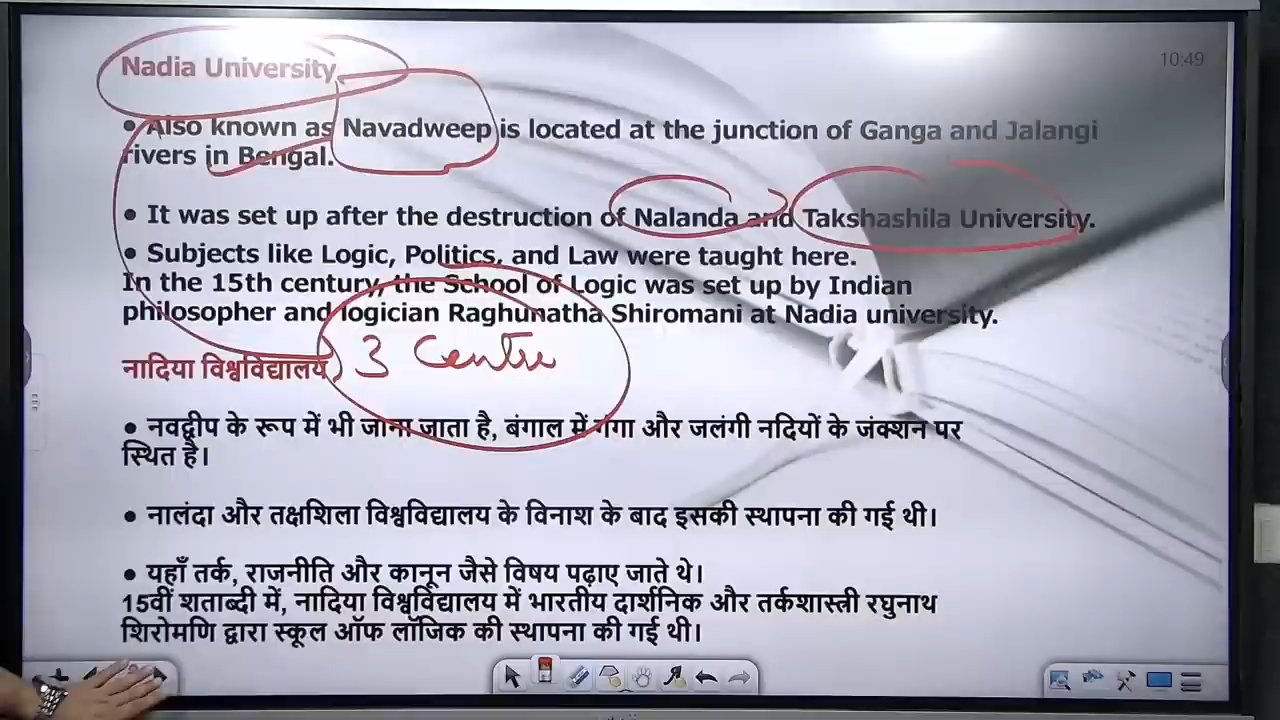 10:49
Nadia University
• Also known as Navadweep is located at the junction of Ganga and Jalangi
rivers in Bengal.
• It was set up after the destruction of Nalanda and Takshashila University.
• Subjects like Logic, Politics, and Law were taught here.
In the 15th century, the School of Logic was set up by Indian
philosopher and logician Raghunatha Shiromani at Nadia university.
3 Centre
नादिया विश्वविद्यालय
• नवद्वीप के रूप में भी जाना जाता है, बंगाल में गंगा और जलंगी नदियों के जंक्शन पर
स्थित है।
• नालंदा और तक्षशिला विश्वविद्यालय के विनाश के बाद इसकी स्थापना की गई थी।
• यहाँ तर्क, राजनीति और कानून जैसे विषय पढ़ाए जाते थे।
15वीं शताब्दी में, नादिया विश्वविद्यालय में भारतीय दार्शनिक और तर्कशास्त्री रघुनाथ
शिरोमणि द्वारा स्कूल ऑफ लॉजिक की स्थापना की गई थी।